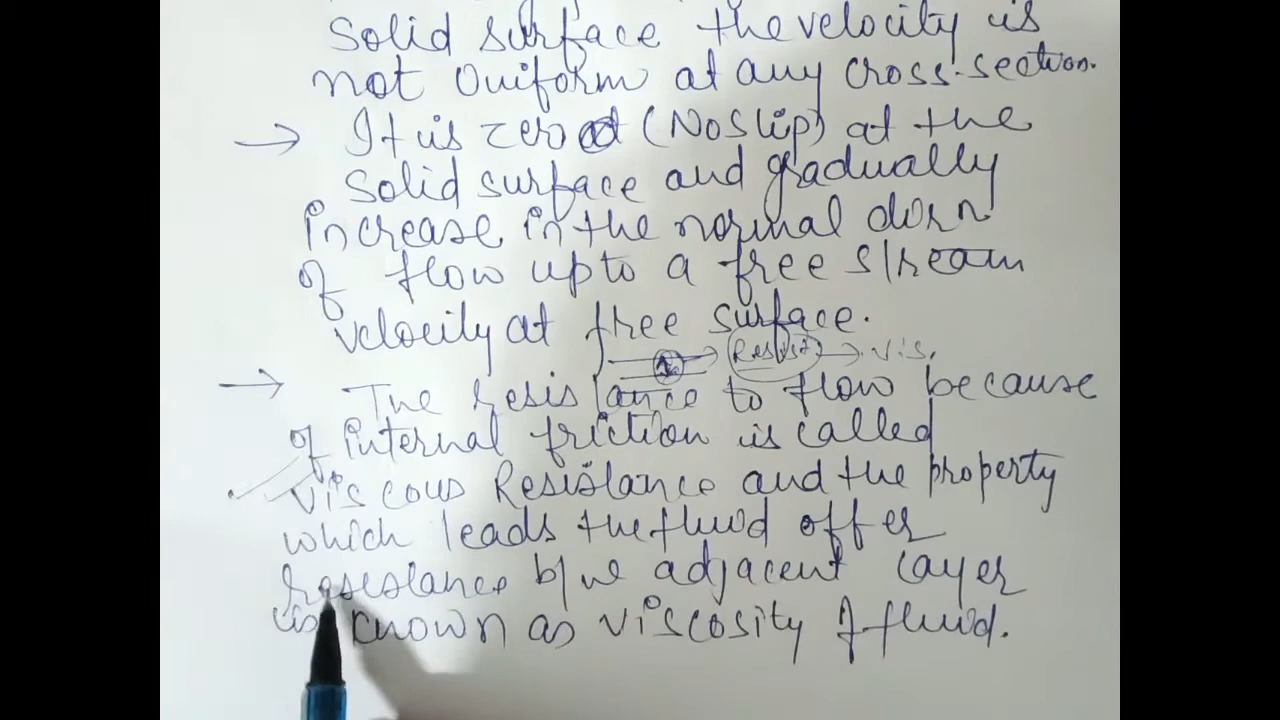 solid surface the velocity is
not Uniform at any cross-section.
→ It is zero (No Slip) at the
solid surface and gradually
increase in the normal dirn
of flow upto a free stream
velocity at free surface.
→ vis.
→ The resistance to flow because
of internal friction is called
viscous Resistance and the property
which leads the fluid offer
resistance b/w adjacent layer
is known as viscosity of fluid.